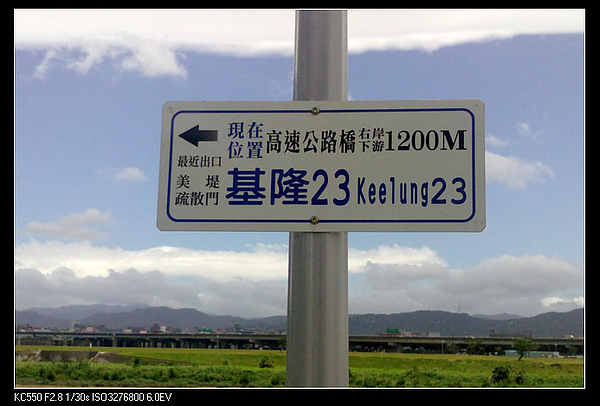 現在位置 高速公路橋 右岸下游 1200M
最近出口
美堤疏散門 基隆23 Keelung23
KC550 F2.8 1/30s ISO3276800 6.0EV